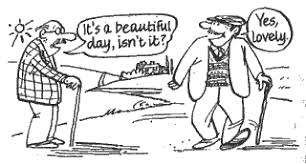 It's a beautiful
day, isn't it?
Yes,
lovely.